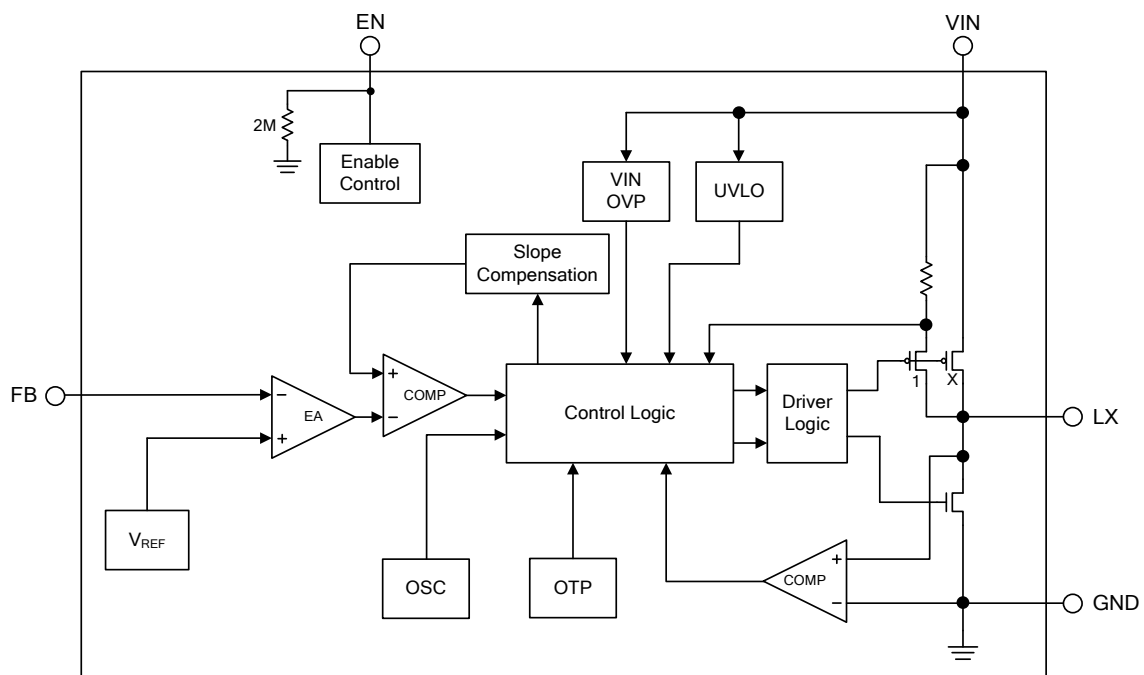 EN
VIN
2M
Enable
Control
VIN
OVP
UVLO
Slope
Compensation
FB
+
−
COMP
−
+
EA
Control Logic
Driver
Logic
1
X
LX
VREF
OSC
OTP
+
−
COMP
GND